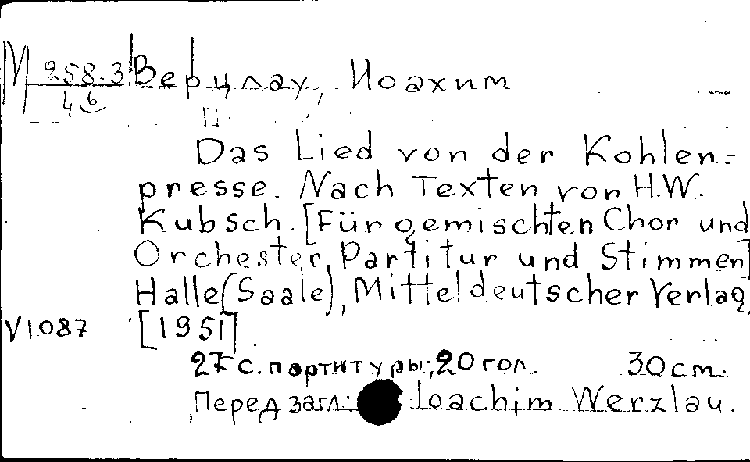 М 258.3 Верцлах, Иоахим
46
Das Lied von der Kohlen-
presse. Nach Texten von H.W.
Kubsch. [Für gemischten Chor und
Orchester, Partitur und Stimmen]
Halle (Saale), Mitteldeutscher Verlag,
V1087 [1951].
27 с. партитуры; 20 гол. 30 см.
Перед загл.: Joachim Werzlau.